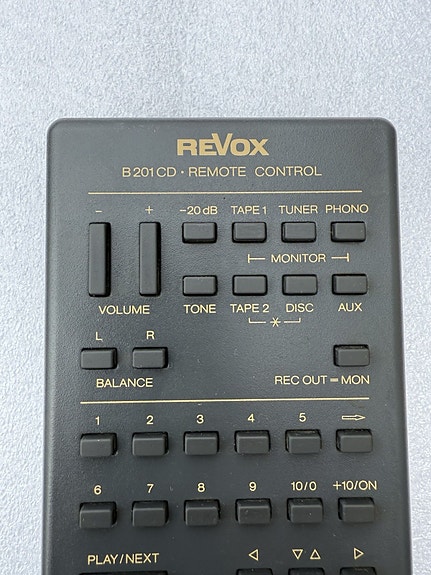 REVOX
B201CD · REMOTE CONTROL
- + -20 dB TAPE 1 TUNER PHONO
MONITOR
VOLUME TONE TAPE 2 DISC AUX
*
L R
BALANCE REC OUT = MON
1 2 3 4 5 ⇨
6 7 8 9 10/0 +10/ON
PLAY/NEXT ◁ ▽ △ ▷